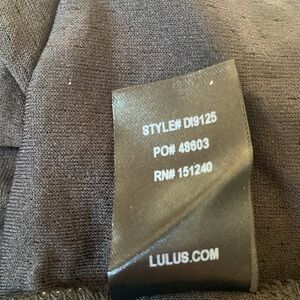 STYLE# DI9125
PO# 48603
RN# 151240
LULUS.COM